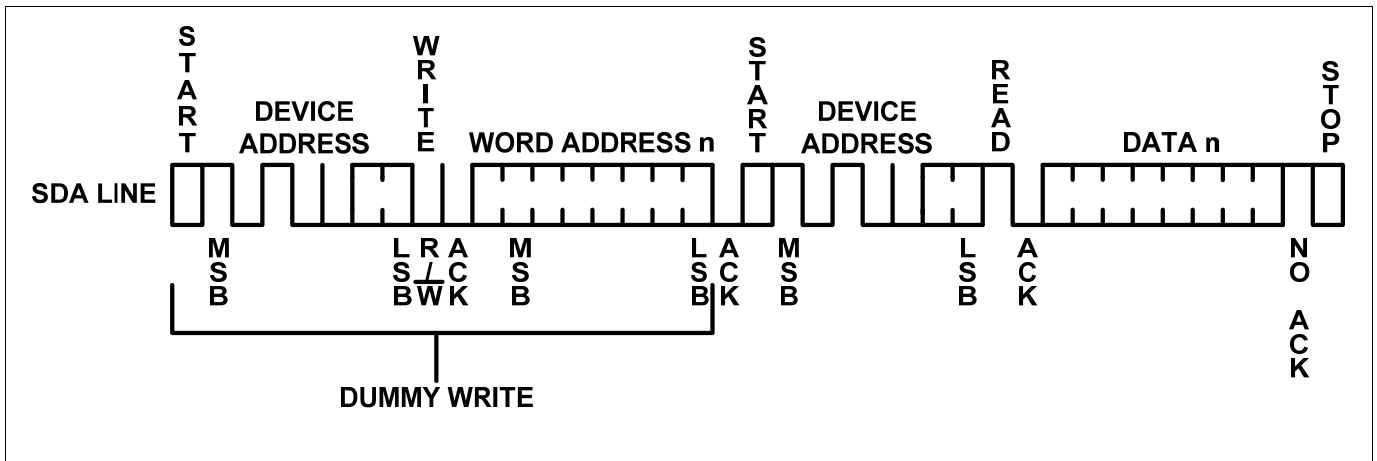 START
WRITE
START
READ
STOP
DEVICE
ADDRESS
WORD ADDRESS n
DEVICE
ADDRESS
DATA n
SDA LINE
MSB
LSB
R/W
ACK
MSB
LSB
ACK
MSB
LSB
ACK
NO ACK
DUMMY WRITE